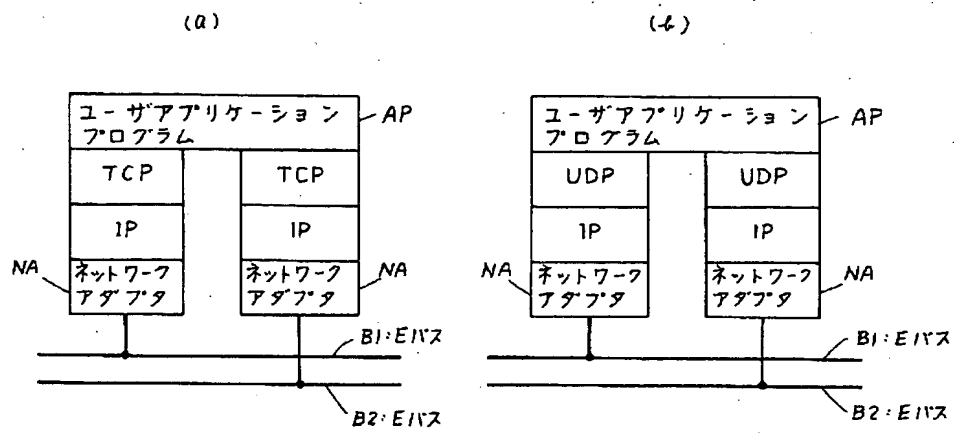 (a)
ユーザアプリケーション
プログラム
AP
TCP
TCP
IP
IP
NA
ネットワーク
アダプタ
ネットワーク
アダプタ
NA
B1:Eバス
B2:Eバス
(b)
ユーザアプリケーション
プログラム
AP
UDP
UDP
IP
IP
NA
ネットワーク
アダプタ
ネットワーク
アダプタ
NA
B1:Eバス
B2:Eバス